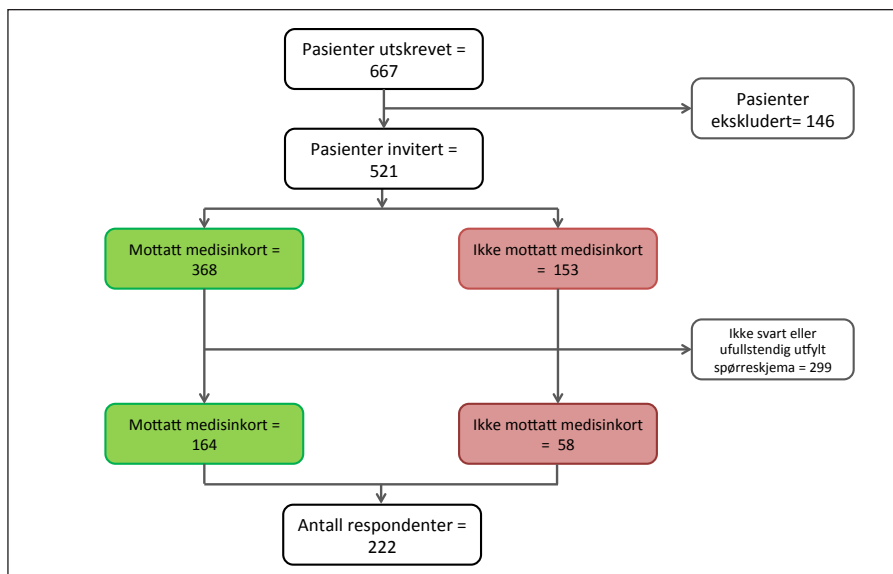 Pasienter utskrevet =
667
Pasienter
ekskludert= 146
Pasienter invitert =
521
Mottatt medisinkort =
368
Ikke mottatt medisinkort
= 153
Ikke svart eller
ufullstendig utfylt
spørreskjema = 299
Mottatt medisinkort =
164
Ikke mottatt medisinkort
= 58
Antall respondenter =
222